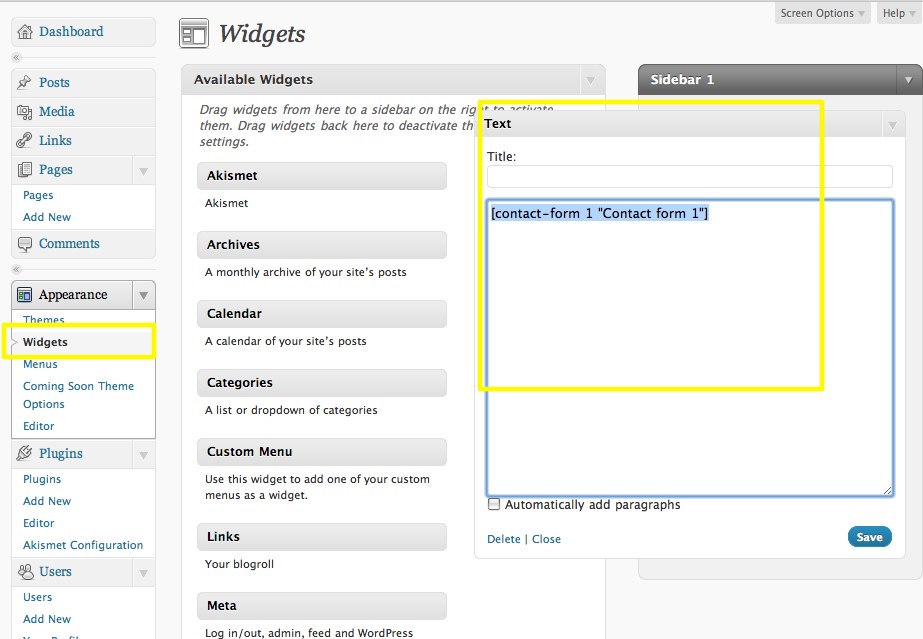 Screen Options
Help
Dashboard
Posts
Media
Links
Pages
Pages
Add New
Comments
Appearance
Themes
Widgets
Menus
Coming Soon Theme
Options
Editor
Plugins
Plugins
Add New
Editor
Akismet Configuration
Users
Users
Add New
Widgets
Available Widgets
Drag widgets from here to a sidebar on the right to activate
them. Drag widgets back here to deactivate th
settings.
Akismet
Akismet
Archives
A monthly archive of your site's posts
Calendar
A calendar of your site's posts
Categories
A list or dropdown of categories
Custom Menu
Use this widget to add one of your custom
menus as a widget.
Links
Your blogroll
Meta
Log in/out, admin, feed and WordPress
Sidebar 1
Text
Title:
[contact-form 1 "Contact form 1"]
Automatically add paragraphs
Delete | Close
Save